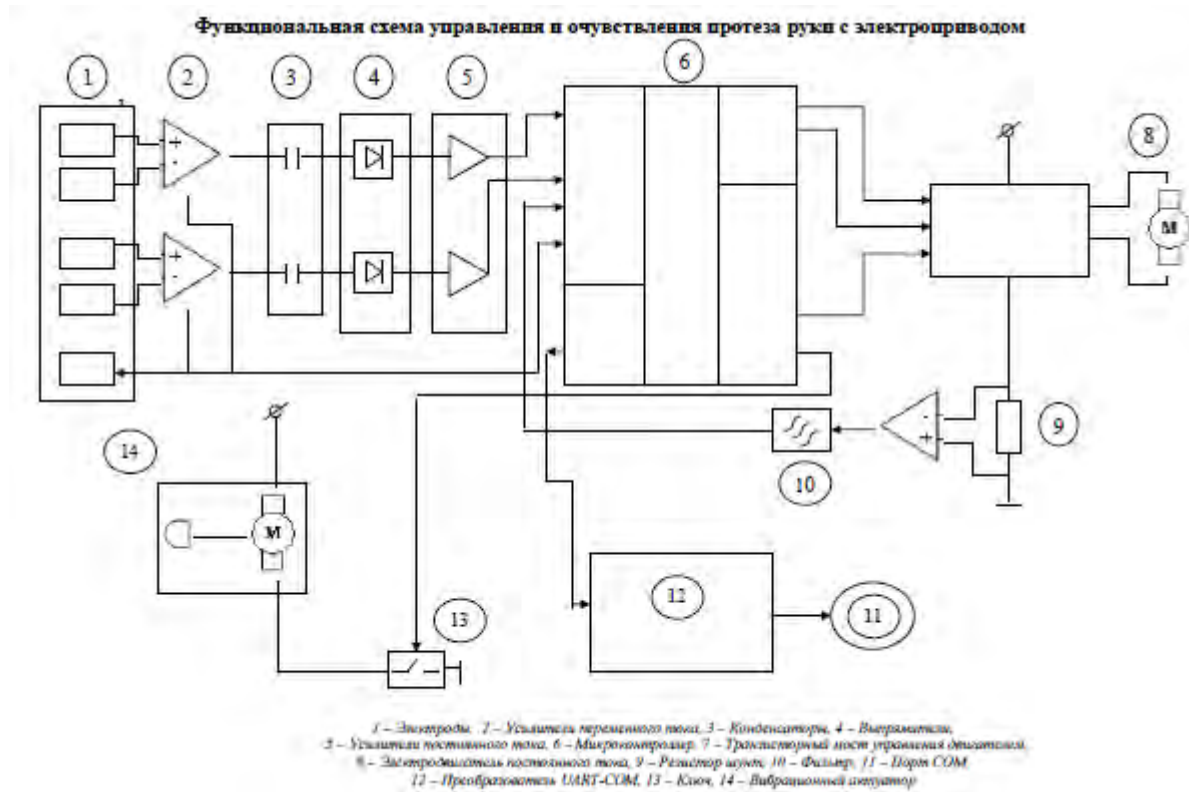 Функциональная схема управления и очувствления протеза руки с электроприводом
1
2
3
4
5
6
8
+
-
+
-
М
9
-
+
10
14
М
12
11
13
1 – Электроды, 2 – Усилители переменного тока, 3 – Конденсаторы, 4 – Выпрямители,
5 – Усилители постоянного тока, 6 – Микроконтроллер, 7 – Транзисторный мост управления двигателем,
8 – Электродвигатель постоянного тока, 9 – Резистор шунт, 10 – Фильтр, 11 – Порт COM
12 – Преобразователь UART-COM, 13 – Ключ, 14 – Вибрационный актуатор